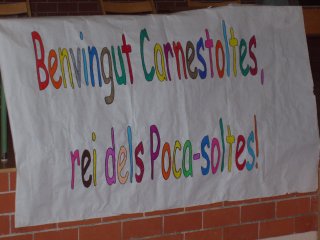 Benvingut Carnestoltes,
rei dels Poca-soltes!